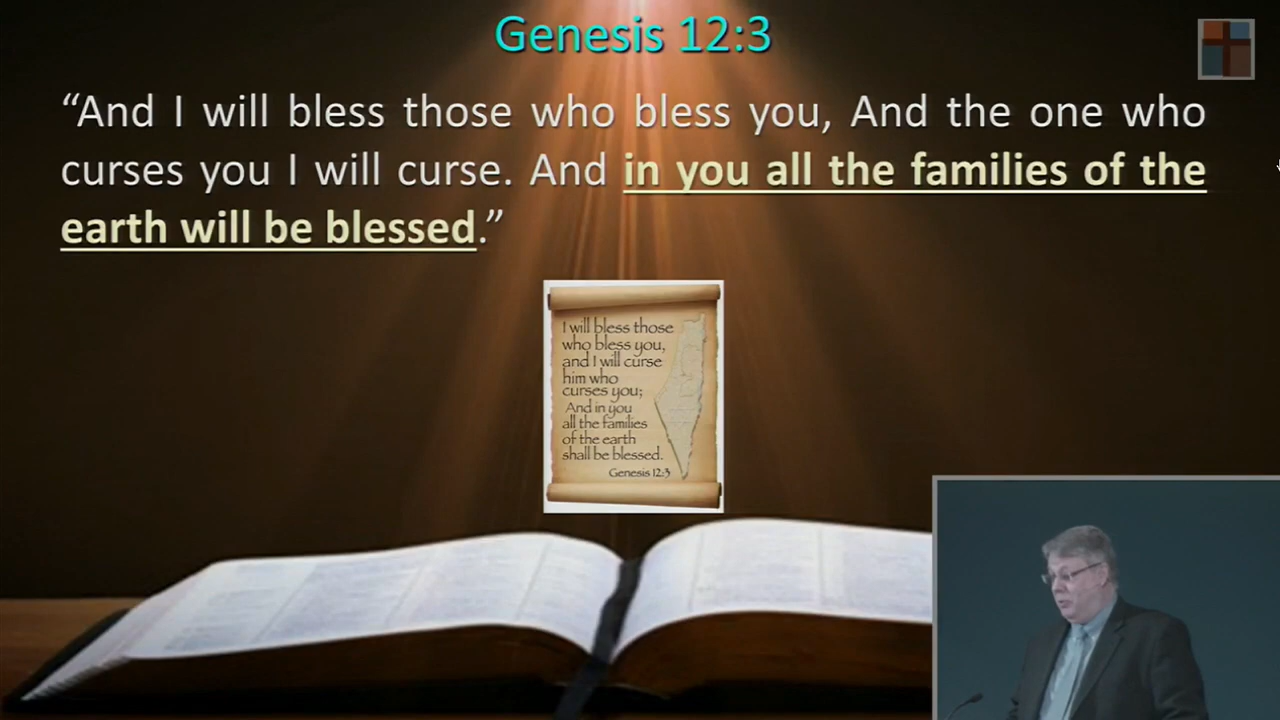 Genesis 12:3
“And I will bless those who bless you, And the one who
curses you I will curse. And in you all the families of the
earth will be blessed.”
I will bless those
who bless you,
and I will curse
him who
curses you;
And in you
all the families
of the earth
shall be blessed.
Genesis 12:3